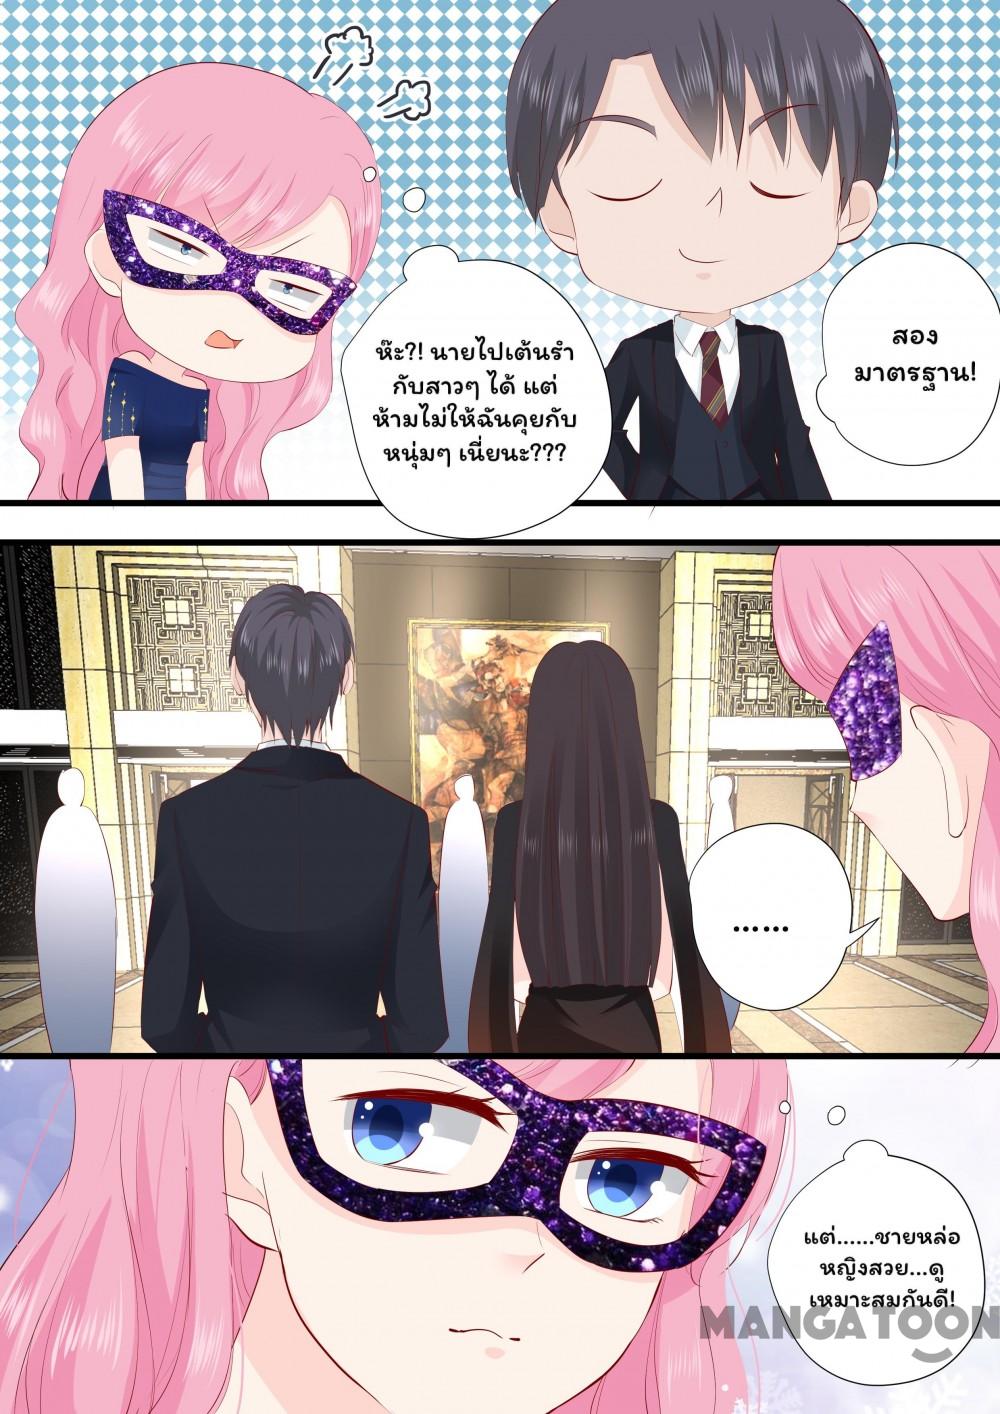 ห๊ะ?! นายไปเต้นรำ
กับสาวๆ ได้ แต่
ห้ามไม่ให้ฉันคุยกับ
หนุ่มๆ เนี่ยนะ???
สอง
มาตรฐาน!
......
แต่......ชายหล่อ
หญิงสวย...ดู
เหมาะสมกันดี!
MANGATOON